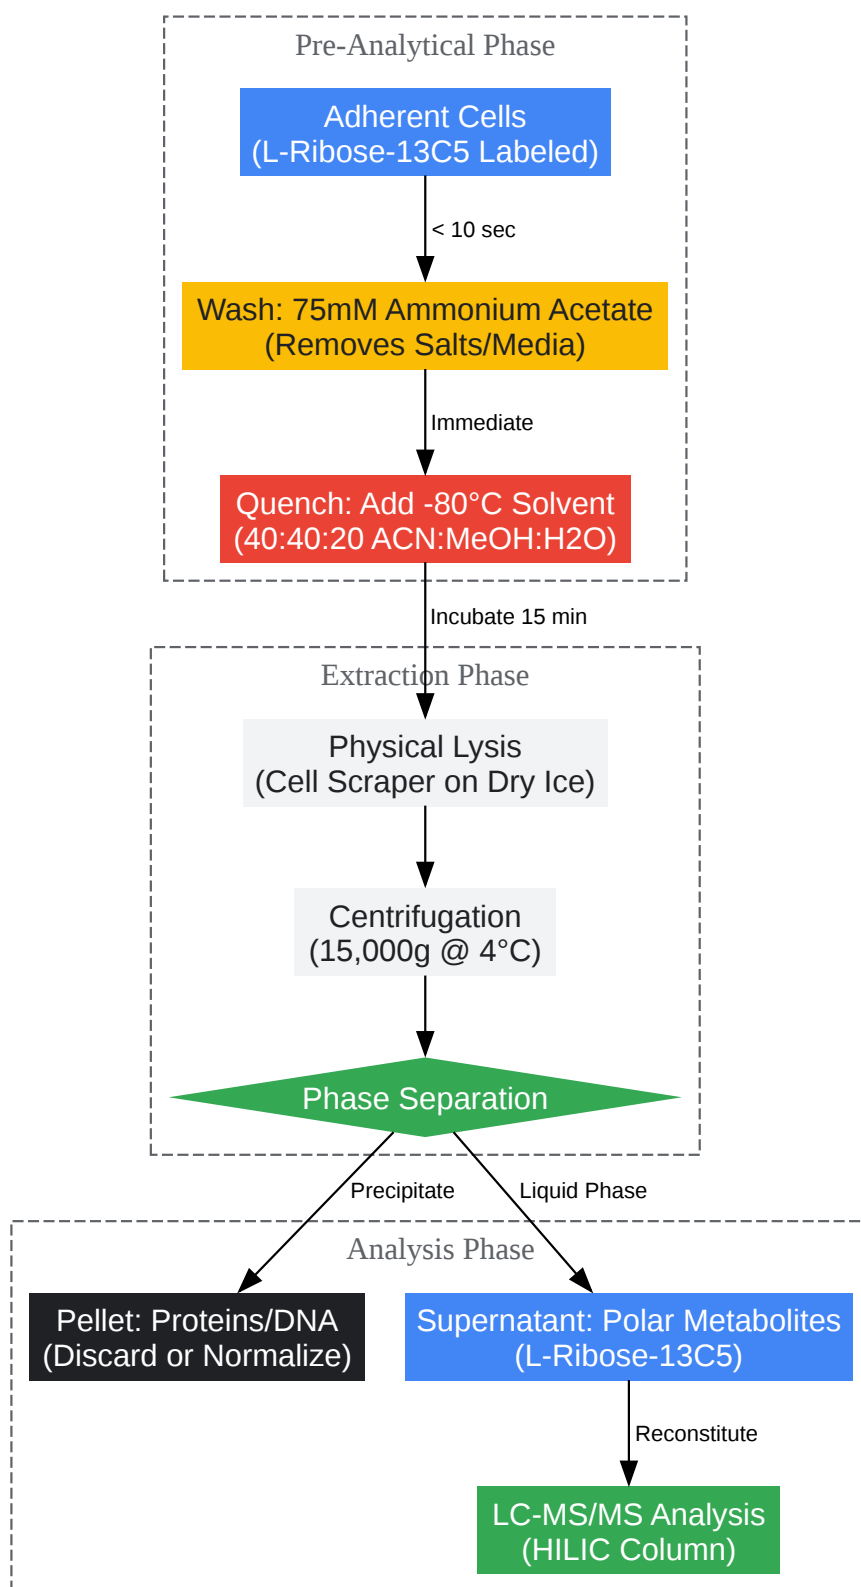 Pre-Analytical Phase
Adherent Cells
(L-Ribose-13C5 Labeled)
< 10 sec
Wash: 75mM Ammonium Acetate
(Removes Salts/Media)
Immediate
Quench: Add -80°C Solvent
(40:40:20 ACN:MeOH:H2O)
Incubate 15 min
Extraction Phase
Physical Lysis
(Cell Scraper on Dry Ice)
Centrifugation
(15,000g @ 4°C)
Phase Separation
Precipitate
Liquid Phase
Analysis Phase
Pellet: Proteins/DNA
(Discard or Normalize)
Supernatant: Polar Metabolites
(L-Ribose-13C5)
Reconstitute
LC-MS/MS Analysis
(HILIC Column)